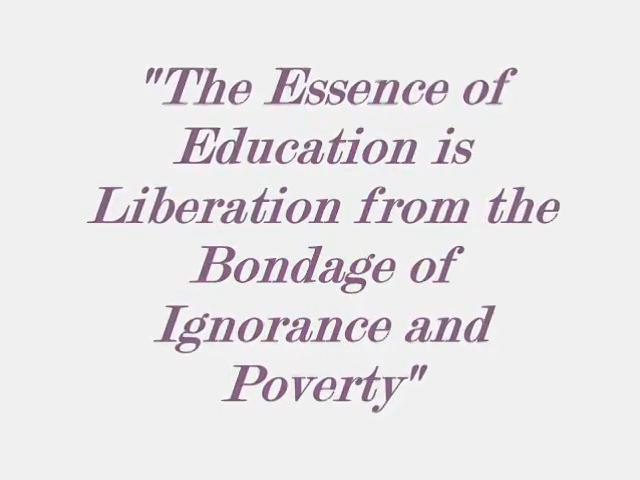 "The Essence of
Education is
Liberation from the
Bondage of
Ignorance and
Poverty"